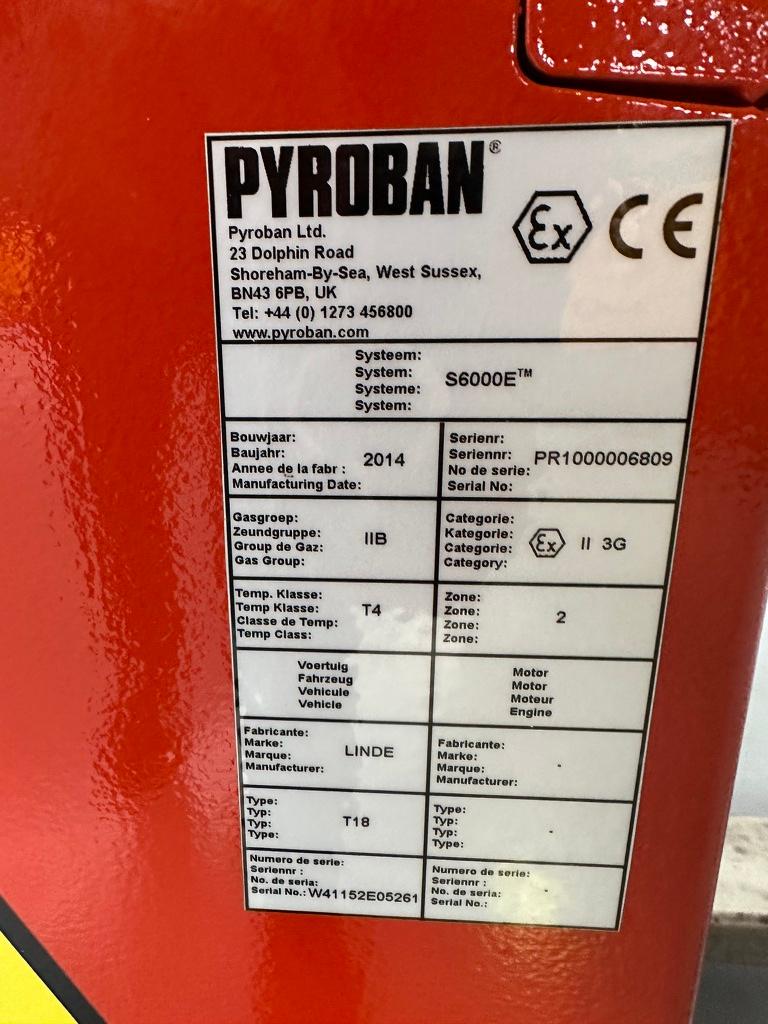 PYROBAN®
Pyroban Ltd.
23 Dolphin Road
Shoreham-By-Sea, West Sussex,
BN43 6PB, UK
Tel: +44 (0) 1273 456800
www.pyroban.com
Ex CE
Systeem:
System:
Systeme:
System:
S6000E™
Bouwjaar:
Baujahr:
Annee de la fabr :
Manufacturing Date:
2014
Serienr:
Seriennr:
No de serie:
Serial No:
PR1000006809
Gasgroep:
Zeundgruppe:
Group de Gaz:
Gas Group:
IIB
Categorie:
Kategorie:
Categorie:
Category:
Ex II 3G
Temp. Klasse:
Temp Klasse:
Classe de Temp:
Temp Class:
T4
Zone:
Zone:
Zone:
Zone:
2
Voertuig
Fahrzeug
Vehicule
Vehicle
Motor
Motor
Moteur
Engine
Fabricante:
Marke:
Marque:
Manufacturer:
LINDE
Fabricante:
Marke:
Marque:
Manufacturer:
-
Type:
Typ:
Typ:
Type:
T18
Type:
Typ:
Typ:
Type:
-
Numero de serie:
Seriennr :
No. de seria:
Serial No.: W41152E05261
Numero de serie:
Seriennr :
No. de seria:
Serial No.:
-